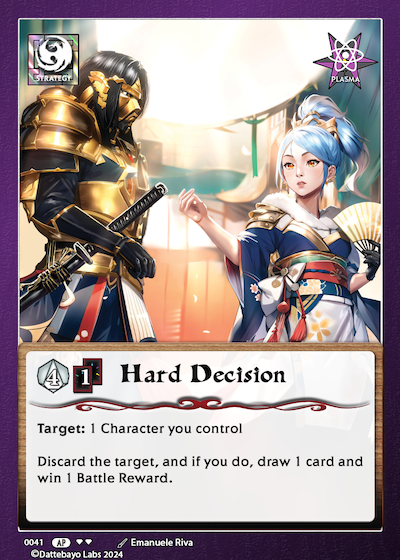 STRATEGY
PLASMA
4 1 Hard Decision
Target: 1 Character you control
Discard the target, and if you do, draw 1 card and
win 1 Battle Reward.
0041 AP ♥♥ Emanuele Riva
©Dattebayo Labs 2024